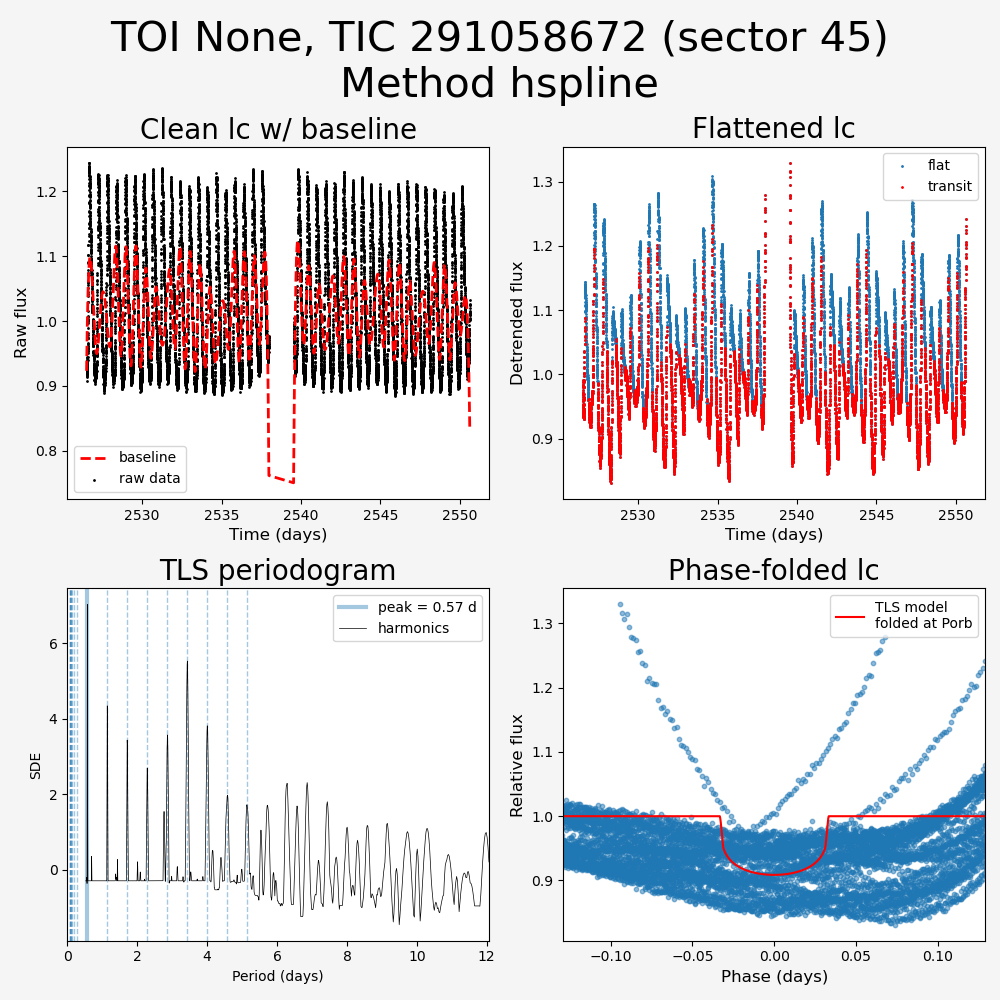 TOI None, TIC 291058672 (sector 45)
Method hspline
Clean lc w/ baseline
Raw flux
1.2
1.1
1.0
0.9
0.8
baseline
raw data
2530
2535
2540
2545
2550
Time (days)
Flattened lc
Detrended flux
1.3
1.2
1.1
1.0
0.9
flat
transit
2530
2535
2540
2545
2550
Time (days)
TLS periodogram
SDE
6
4
2
0
peak = 0.57 d
harmonics
0
2
4
6
8
10
12
Period (days)
Phase-folded lc
Relative flux
1.3
1.2
1.1
1.0
0.9
TLS model
folded at Porb
−0.10
−0.05
0.00
0.05
0.10
Phase (days)